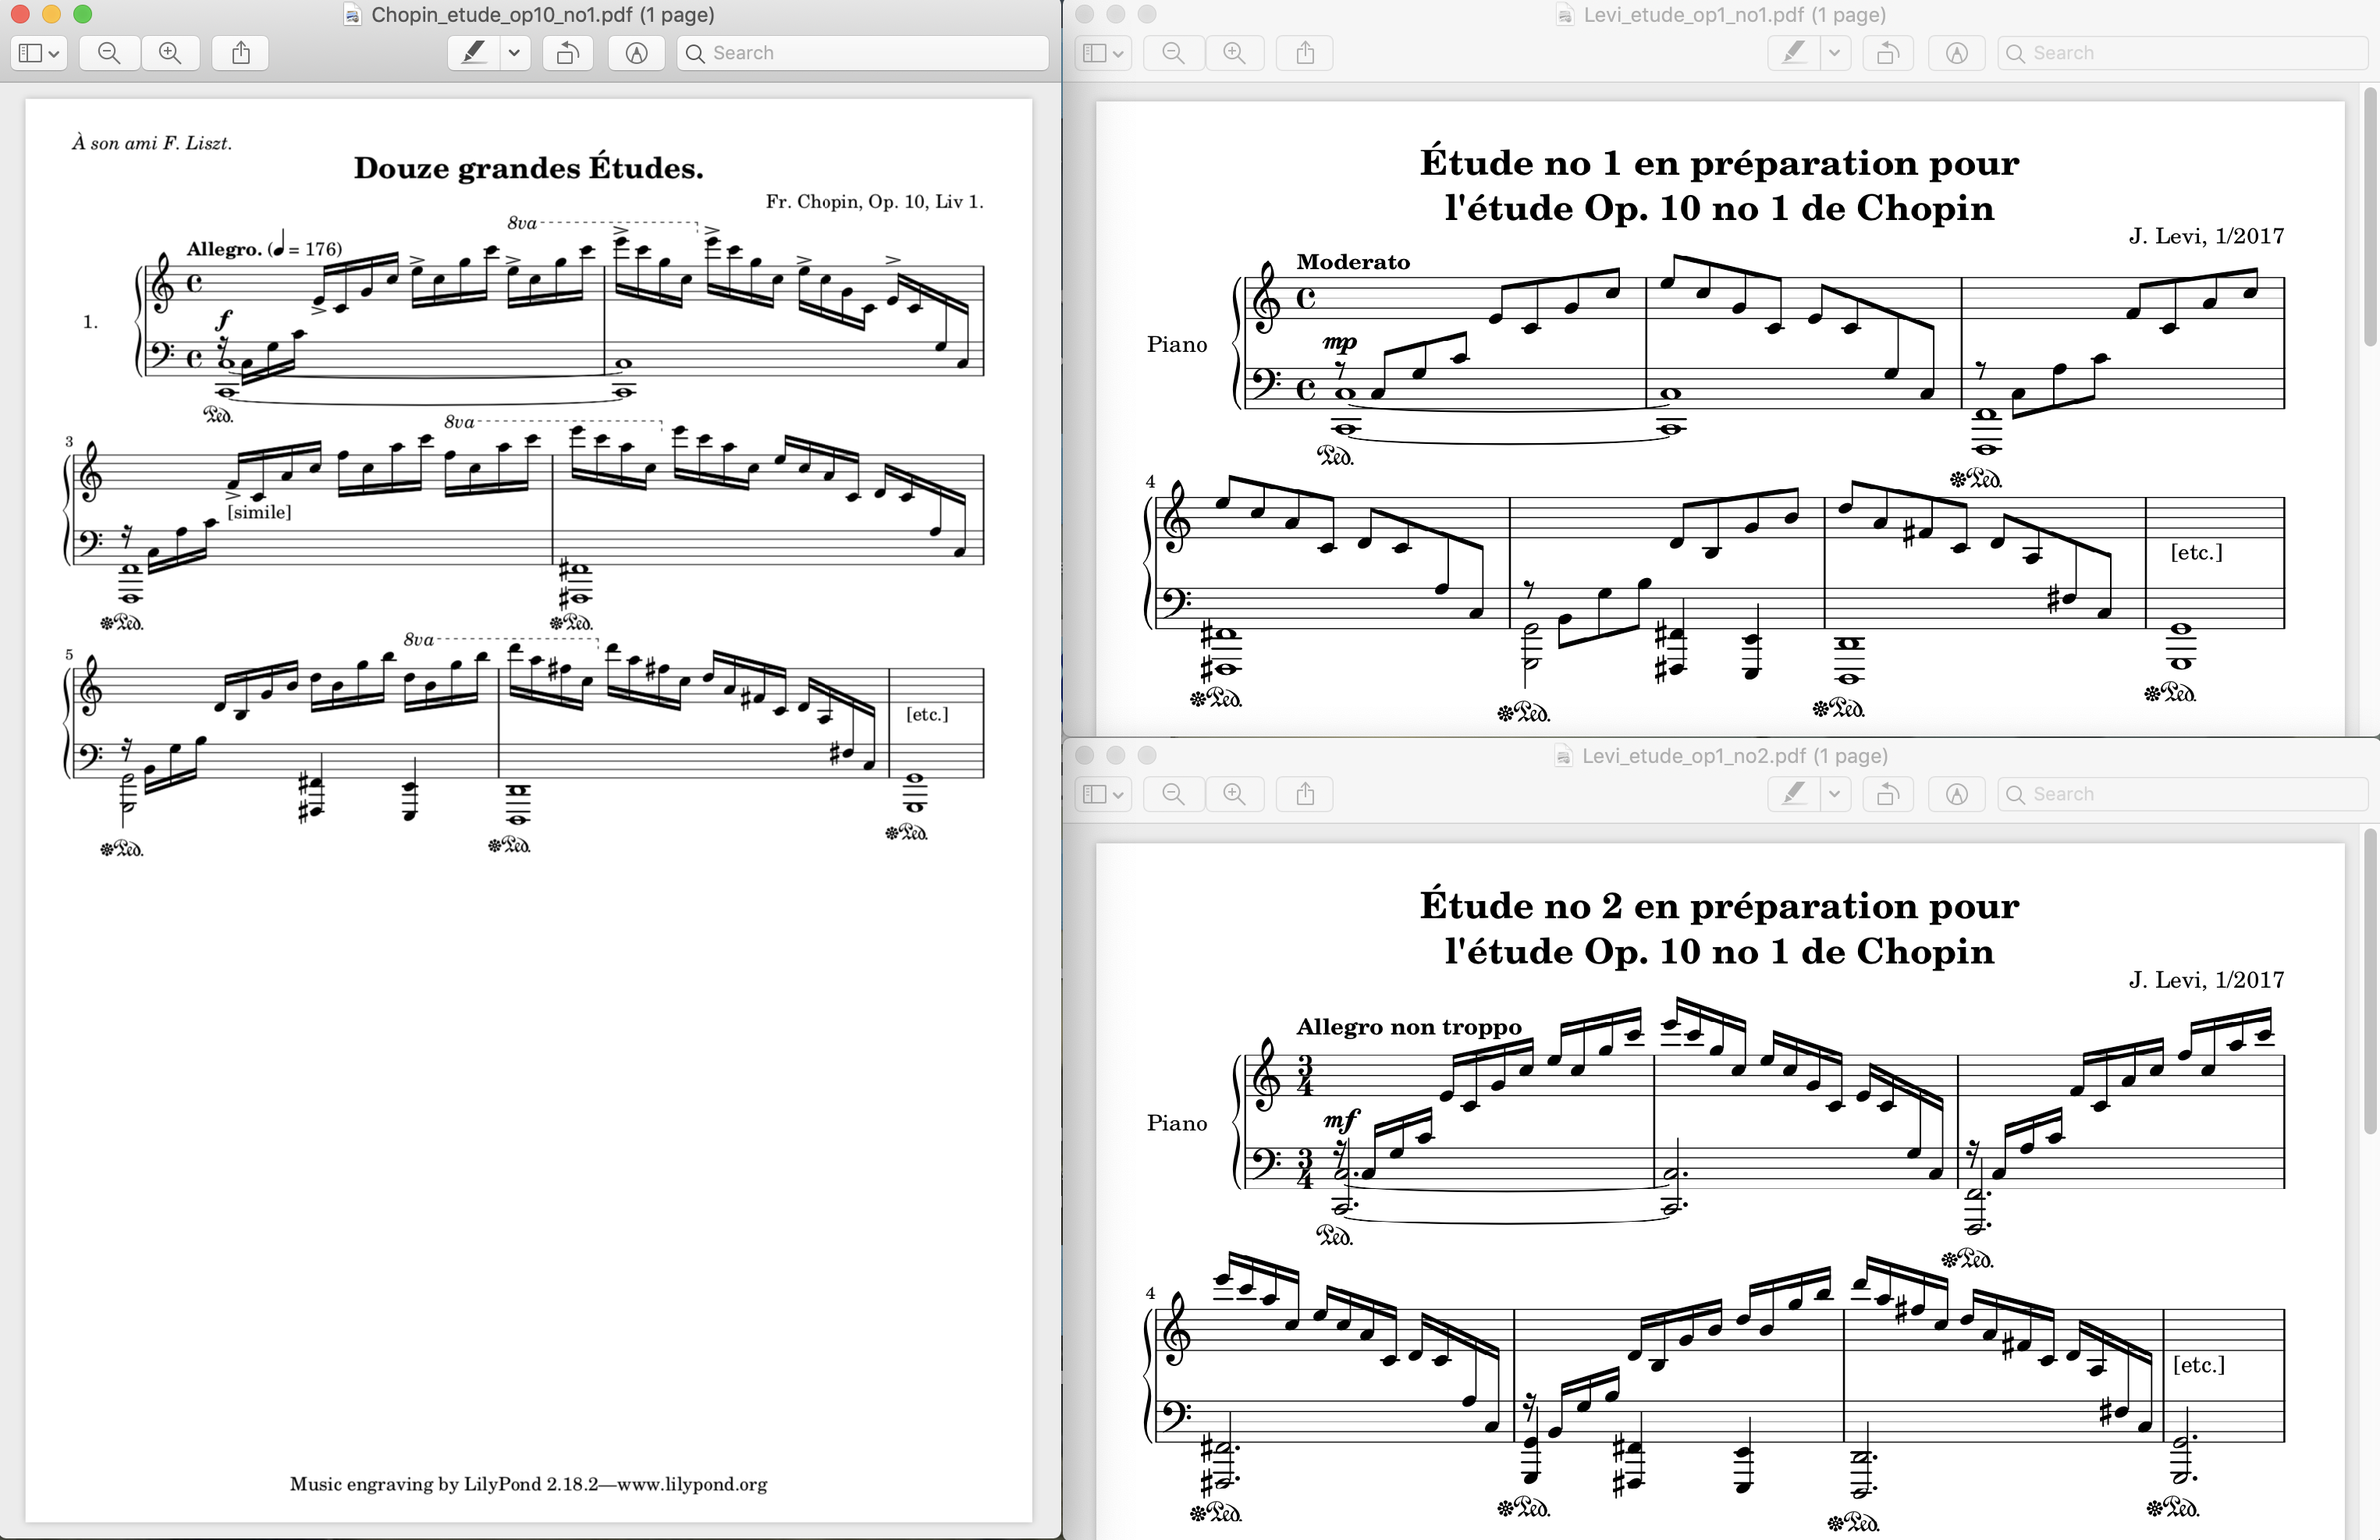 Chopin_etude_op10_no1.pdf (1 page)
Search
À son ami F. Liszt.
Douze grandes Études.
Fr. Chopin, Op. 10, Liv 1.
8va
Allegro. (♩ = 176)
1.
f
Ped.
3
8va
[simile]
Ped.
Ped.
5
8va
[etc.]
Ped.
Ped.
Ped.
Music engraving by LilyPond 2.18.2—www.lilypond.org
Levi_etude_op1_no1.pdf (1 page)
Search
Étude no 1 en préparation pour
l'étude Op. 10 no 1 de Chopin
J. Levi, 1/2017
Moderato
Piano
mp
Ped.
Ped.
4
[etc.]
Ped.
Ped.
Ped.
Ped.
Levi_etude_op1_no2.pdf (1 page)
Search
Étude no 2 en préparation pour
l'étude Op. 10 no 1 de Chopin
J. Levi, 1/2017
Allegro non troppo
3
4
Piano
mf
3
4
Ped.
Ped.
4
[etc.]
Ped.
Ped.
Ped.
Ped.